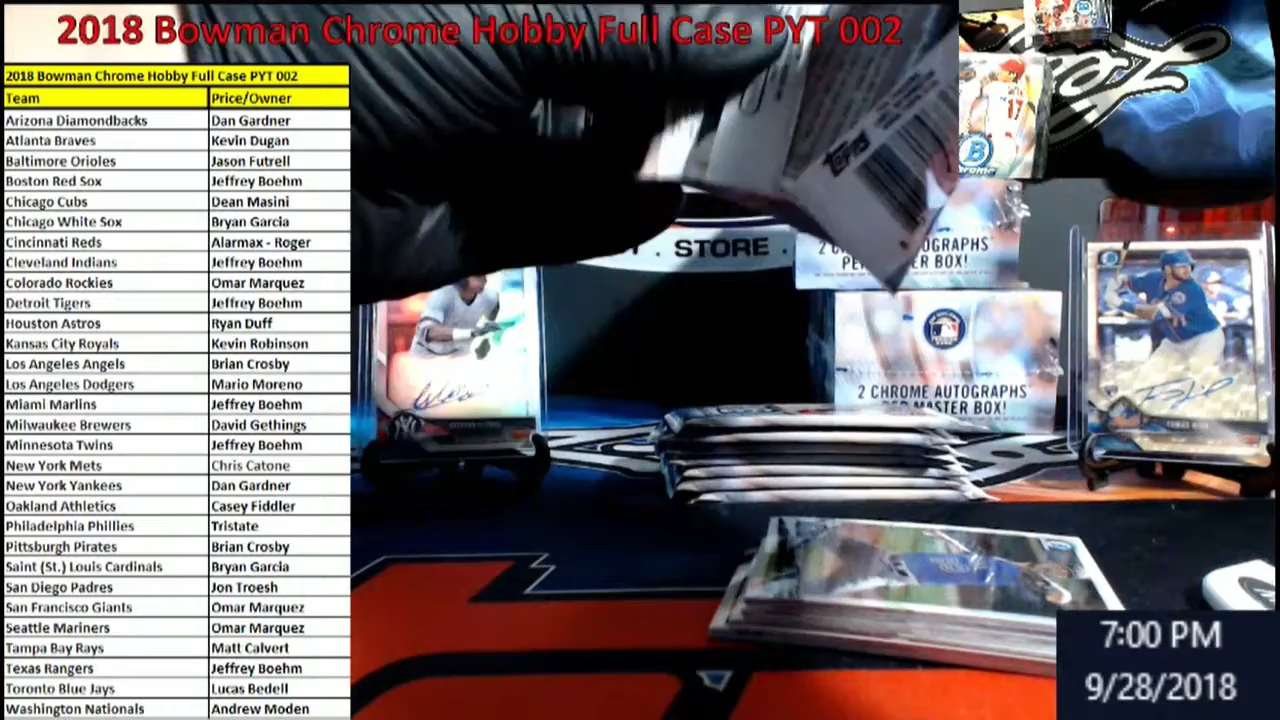 2018 Bowman Chrome Hobby Full Case PYT 002
2018 Bowman Chrome Hobby Full Case PYT 002
Team Price/Owner
Arizona Diamondbacks Dan Gardner
Atlanta Braves Kevin Dugan
Baltimore Orioles Jason Futrell
Boston Red Sox Jeffrey Boehm
Chicago Cubs Dean Masini
Chicago White Sox Bryan Garcia
Cincinnati Reds Alarmax - Roger
Cleveland Indians Jeffrey Boehm
Colorado Rockies Omar Marquez
Detroit Tigers Jeffrey Boehm
Houston Astros Ryan Duff
Kansas City Royals Kevin Robinson
Los Angeles Angels Brian Crosby
Los Angeles Dodgers Mario Moreno
Miami Marlins Jeffrey Boehm
Milwaukee Brewers David Gethings
Minnesota Twins Jeffrey Boehm
New York Mets Chris Catone
New York Yankees Dan Gardner
Oakland Athletics Casey Fiddler
Philadelphia Phillies Tristate
Pittsburgh Pirates Brian Crosby
Saint (St.) Louis Cardinals Bryan Garcia
San Diego Padres Jon Troesh
San Francisco Giants Omar Marquez
Seattle Mariners Omar Marquez
Tampa Bay Rays Matt Calvert
Texas Rangers Jeffrey Boehm
Toronto Blue Jays Lucas Bedell
Washington Nationals Andrew Moden
Topps
17
B
. STORE .
2 CHROME AUTOGRAPHS
PER MASTER BOX!
7:00 PM
9/28/2018